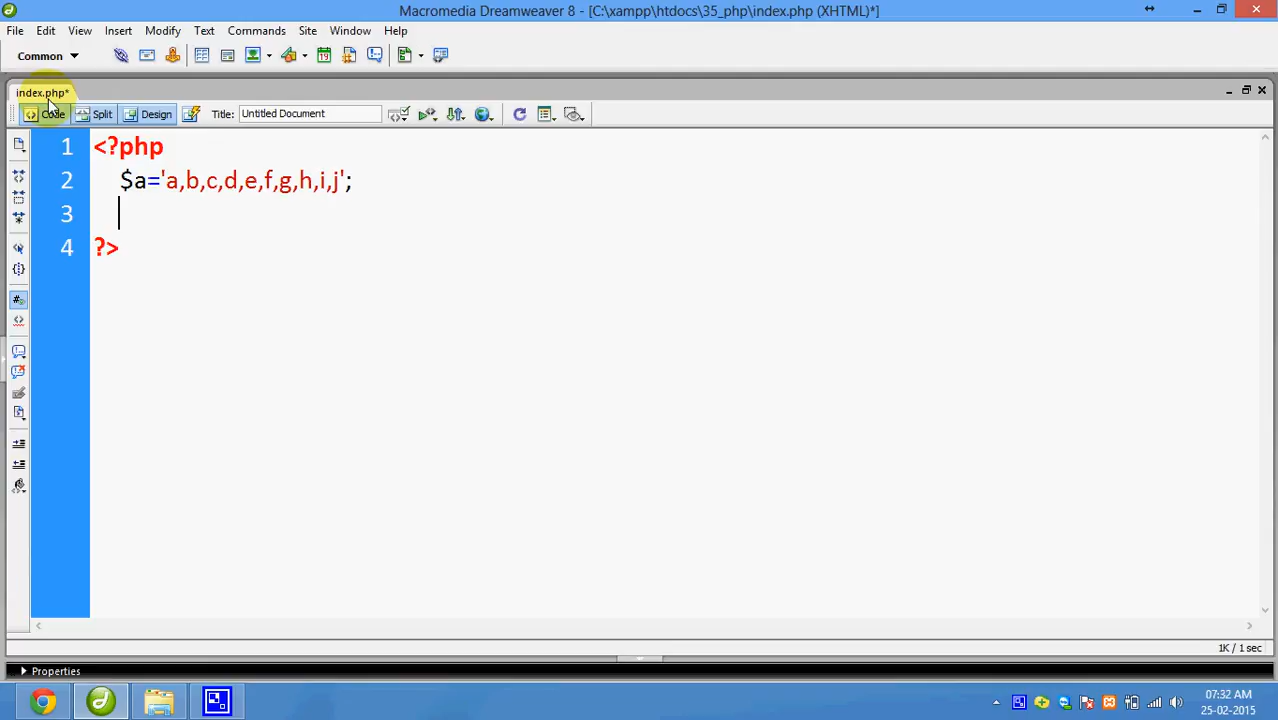 Macromedia Dreamweaver 8 - [C:\xampp\htdocs\35_php\index.php (XHTML)*]
File Edit View Insert Modify Text Commands Site Window Help
Common
index.php*
Code Split Design Title: Untitled Document
1 <?php
2 $a='a,b,c,d,e,f,g,h,i,j';
3
4 ?>
1K / 1 sec
Properties
07:32 AM
25-02-2015